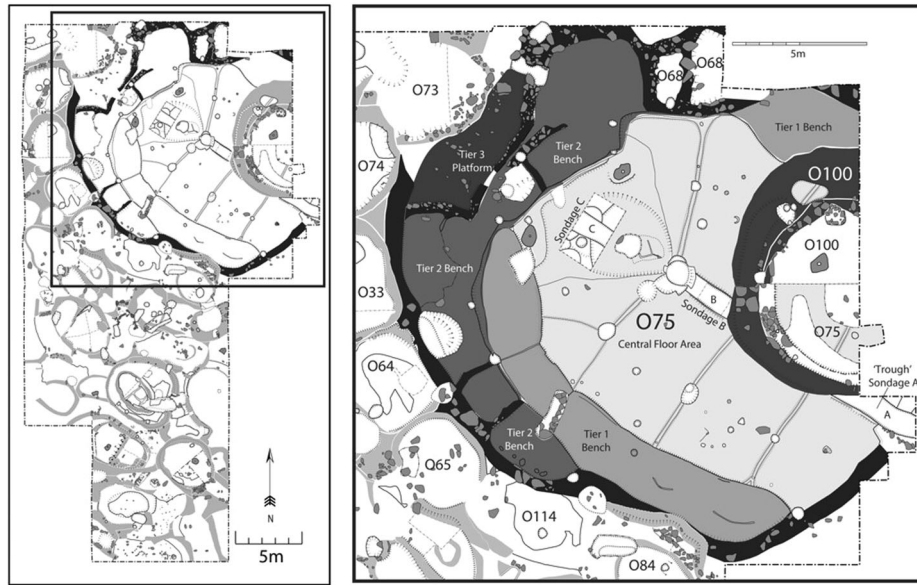 N
5m
5m
O73
O68
O68
Tier 1 Bench
Tier 3
Platform
Tier 2
Bench
O74
O100
Sondage C
C
O100
Tier 2 Bench
B
Sondage B
O33
O75
Central Floor Area
O75
O64
'Trough'
Sondage A
A
Tier 2
Bench
Tier 1
Bench
O65
O114
O84